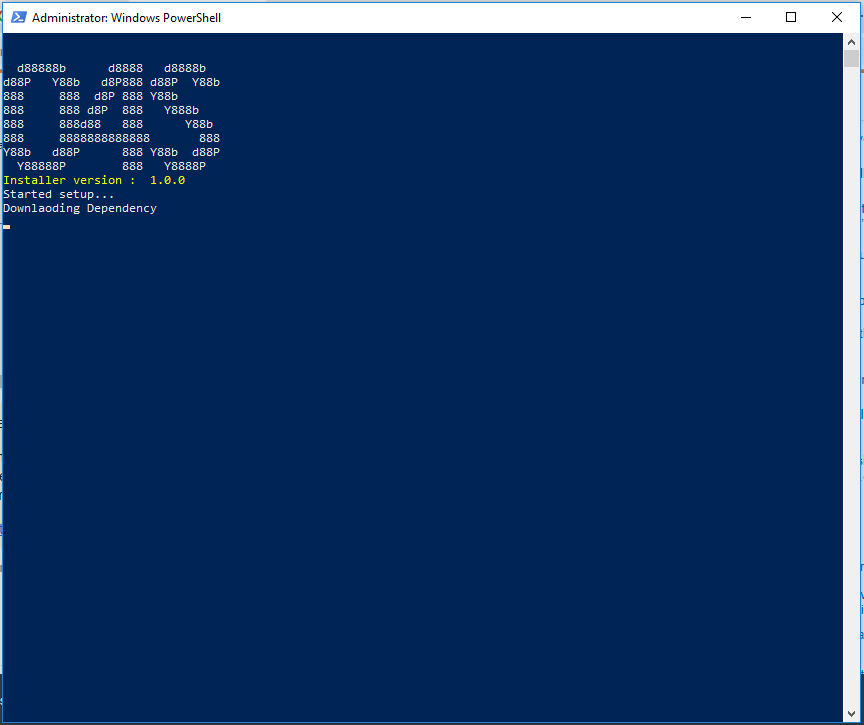 Administrator: Windows PowerShell
  d88888b      d8888   d8888b
d88P   Y88b   d8P888 d88P  Y88b
888     888  d8P 888 Y88b
888     888 d8P  888   Y888b
888     888d88   888      Y88b
888     8888888888888       888
Y88b   d88P      888 Y88b  d88P
  Y88888P        888   Y8888P
Installer version :  1.0.0
Started setup...
Downlaoding Dependency